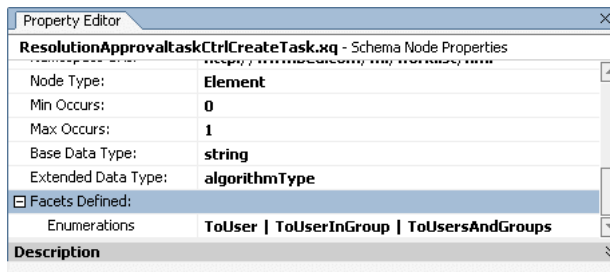 Property Editor
ResolutionApprovaltaskCtrlCreateTask.xq - Schema Node Properties
Node Type: Element
Min Occurs: 0
Max Occurs: 1
Base Data Type: string
Extended Data Type: algorithmType
Facets Defined:
Enumerations ToUser | ToUserInGroup | ToUsersAndGroups
Description